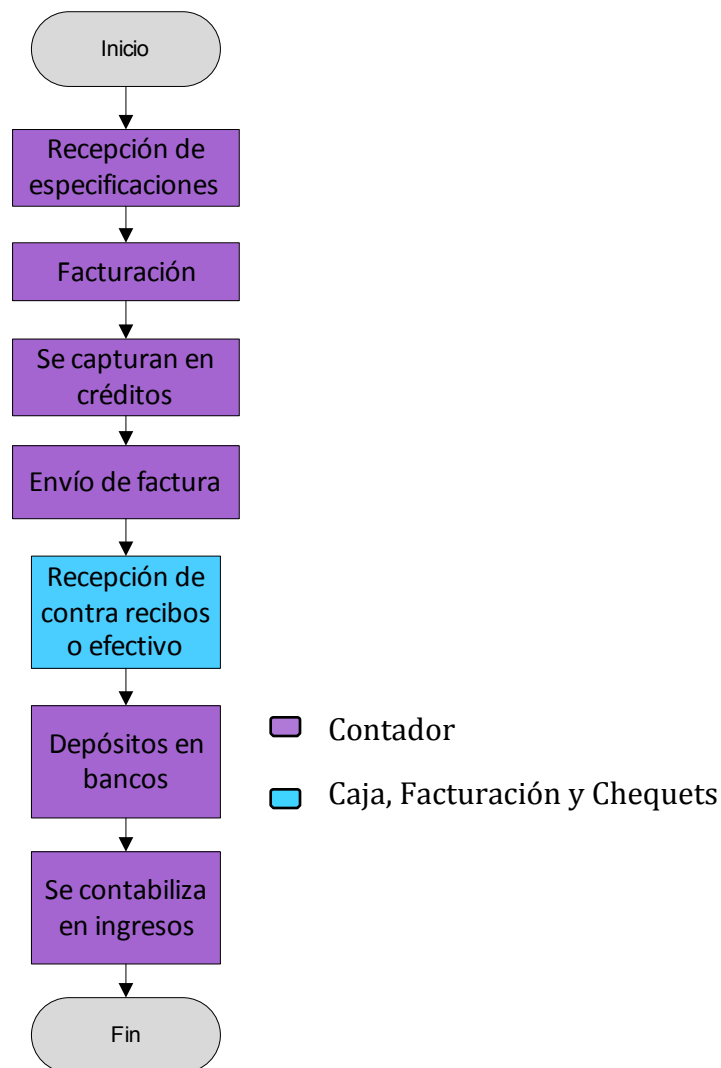 Inicio
Recepción de
especificaciones
Facturación
Se capturan en
créditos
Envío de factura
Recepción de
contra recibos
o efectivo
Depósitos en
bancos
Contador
Caja, Facturación y Chequets
Se contabiliza
en ingresos
Fin